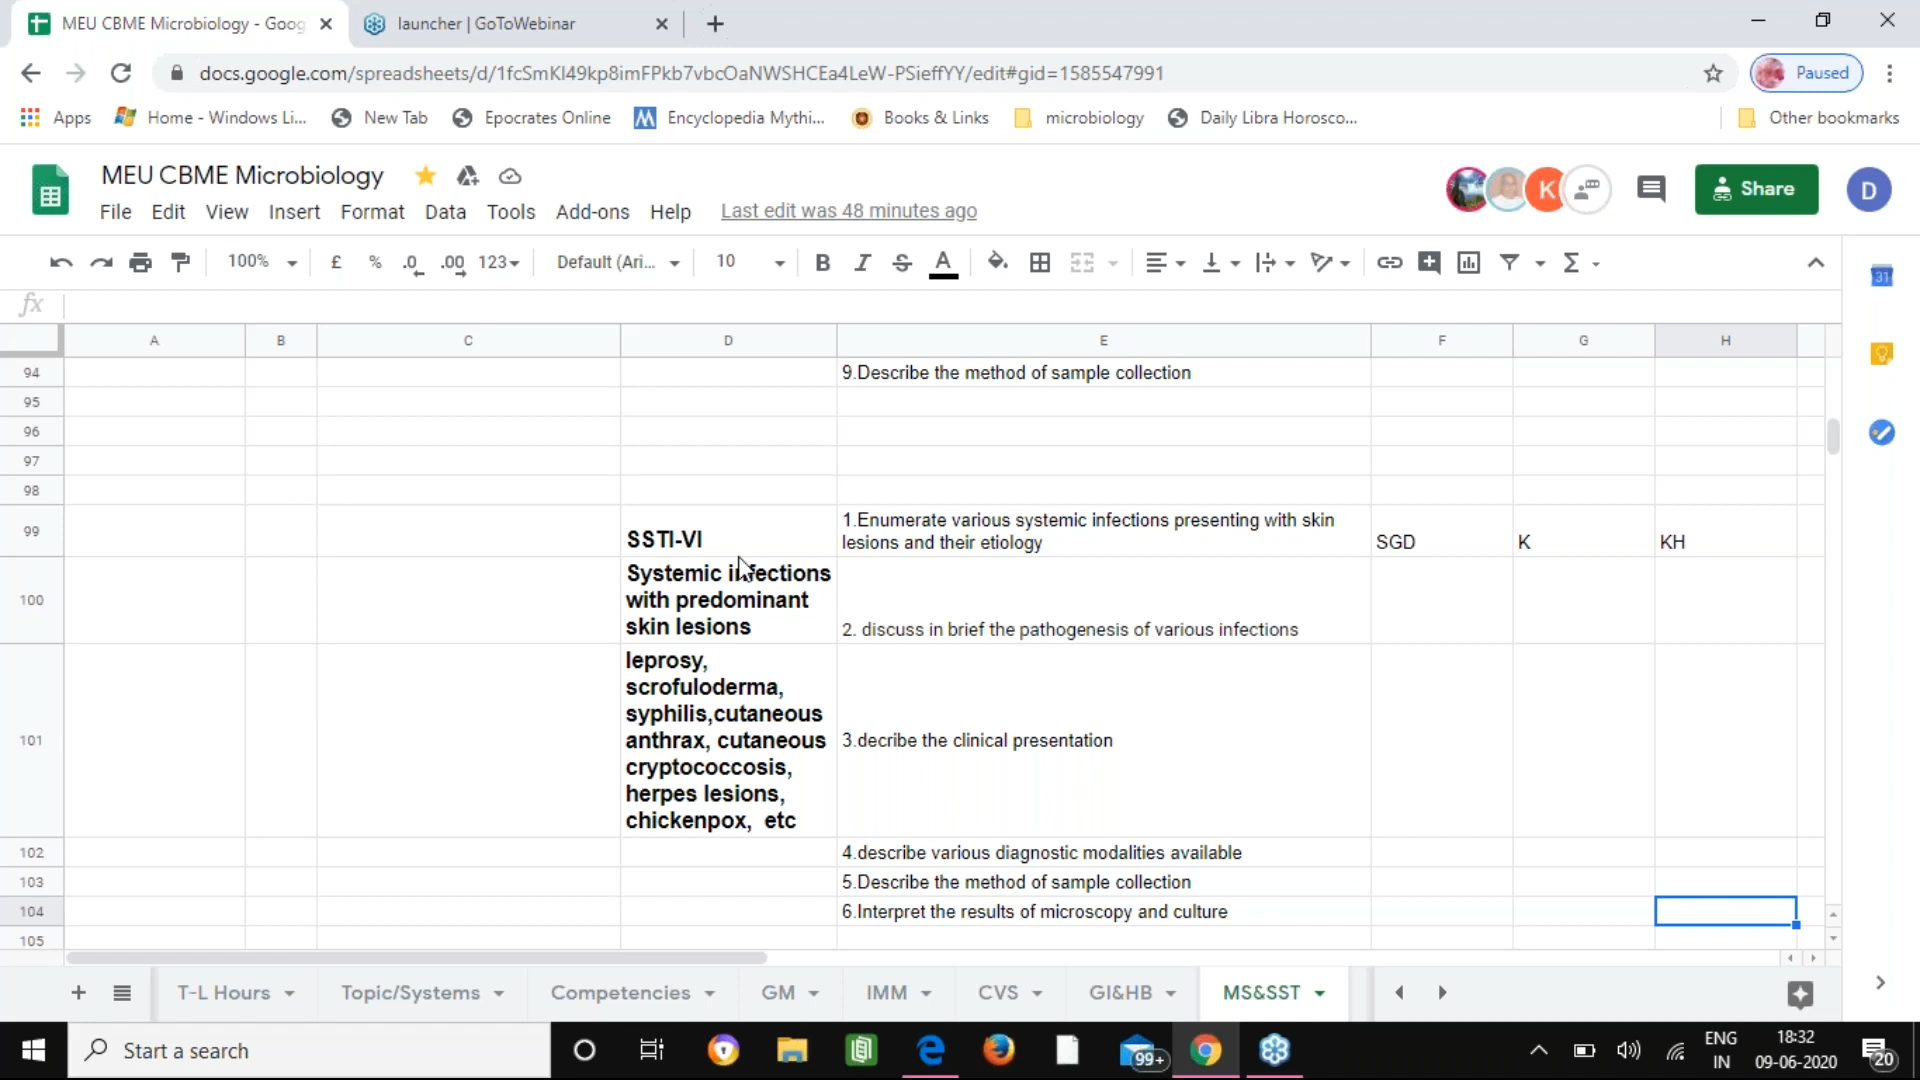 MEU CBME Microbiology - Goog
launcher | GoToWebinar
docs.google.com/spreadsheets/d/1fcSmKl49kp8imFPkb7vbcOaNWSHCEa4LeW-PSieffYY/edit#gid=1585547991
Paused
Apps
Home - Windows Li...
New Tab
Epocrates Online
Encyclopedia Mythi...
Books & Links
microbiology
Daily Libra Horosco...
Other bookmarks
MEU CBME Microbiology
K
Share
D
File Edit View Insert Format Data Tools Add-ons Help Last edit was 48 minutes ago
100% £ % .0 .00 123 Default (Ari... 10 B I S A Σ
31
fx
A B C D E F G H
94 9.Describe the method of sample collection
95
96
97
98
99 SSTI-VI 1.Enumerate various systemic infections presenting with skin SGD K KH
lesions and their etiology
100 Systemic infections
with predominant
skin lesions 2. discuss in brief the pathogenesis of various infections
101 leprosy,
scrofuloderma,
syphilis,cutaneous
anthrax, cutaneous 3.decribe the clinical presentation
cryptococcosis,
herpes lesions,
chickenpox, etc
102 4.describe various diagnostic modalities available
103 5.Describe the method of sample collection
104 6.Interpret the results of microscopy and culture
105
T-L Hours Topic/Systems Competencies GM IMM CVS GI&HB MS&SST
Start a search
99+
ENG
IN
18:32
09-06-2020
20